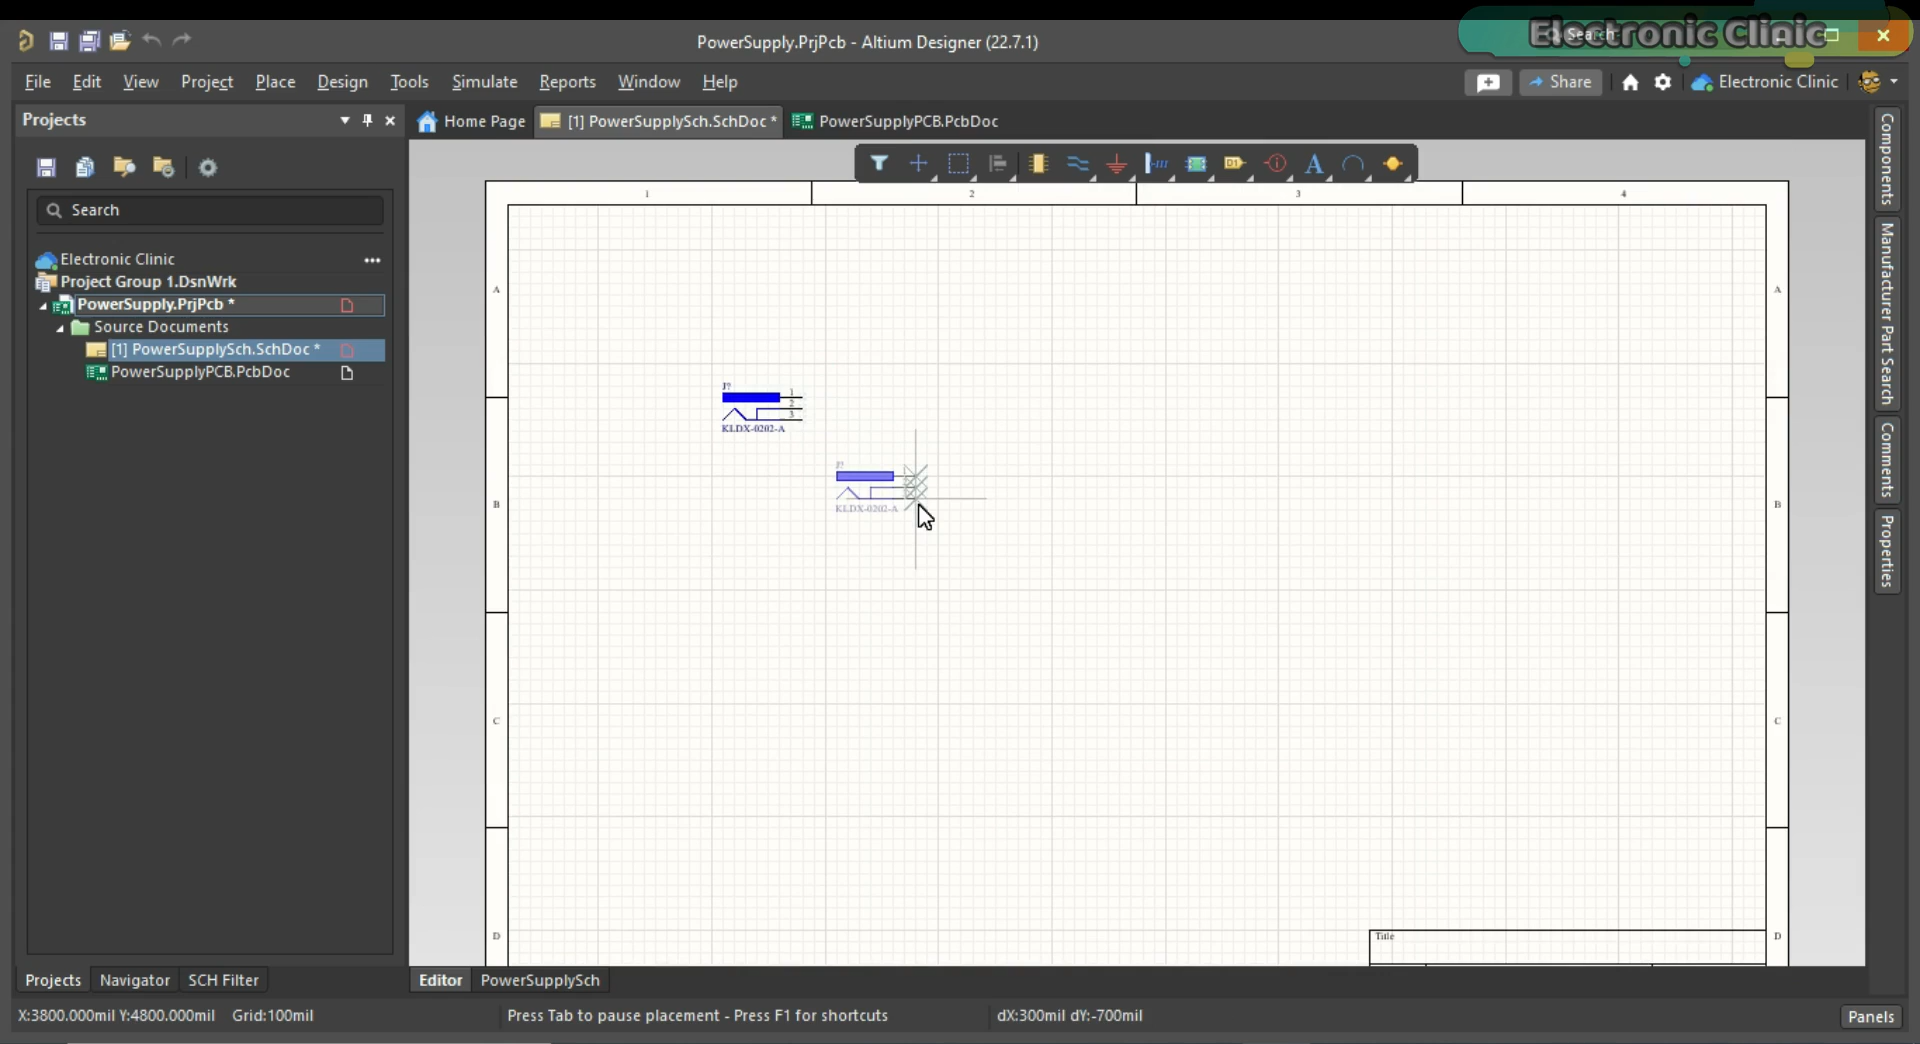 PowerSupply.PrjPcb - Altium Designer (22.7.1)
Search
Electronic Clinic
File Edit View Project Place Design Tools Simulate Reports Window Help
Share
Electronic Clinic
Projects
Home Page
[1] PowerSupplySch.SchDoc *
PowerSupplyPCB.PcbDoc
Search
Electronic Clinic
Project Group 1.DsnWrk
PowerSupply.PrjPcb *
Source Documents
[1] PowerSupplySch.SchDoc *
PowerSupplyPCB.PcbDoc
1 2 3 4
A A
J?
1
2
3
KLDX-0202-A
J?
KLDX-0202-A
B B
C C
D D
Title
Components
Manufacturer Part Search
Comments
Properties
Projects Navigator SCH Filter
Editor PowerSupplySch
X:3800.000mil Y:4800.000mil Grid:100mil
Press Tab to pause placement - Press F1 for shortcuts
dX:300mil dY:-700mil
Panels